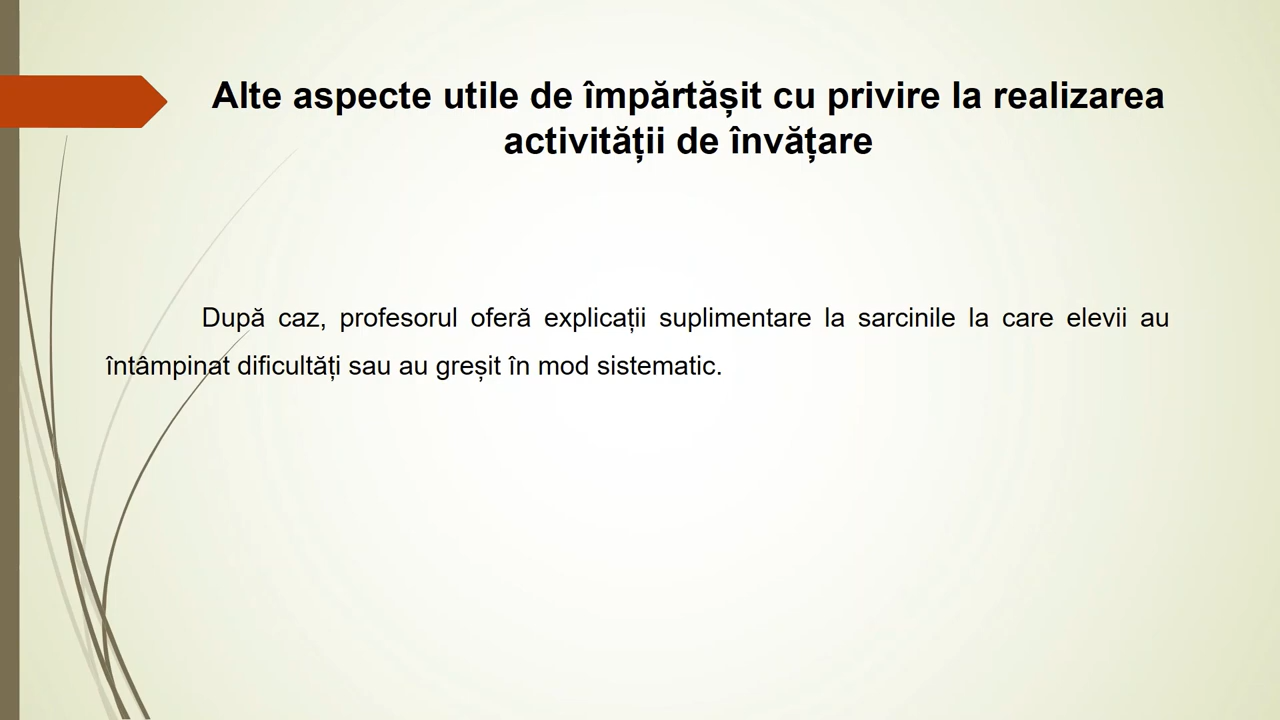 Alte aspecte utile de împărtășit cu privire la realizarea
activității de învățare
După caz, profesorul oferă explicații suplimentare la sarcinile la care elevii au
întâmpinat dificultăți sau au greșit în mod sistematic.